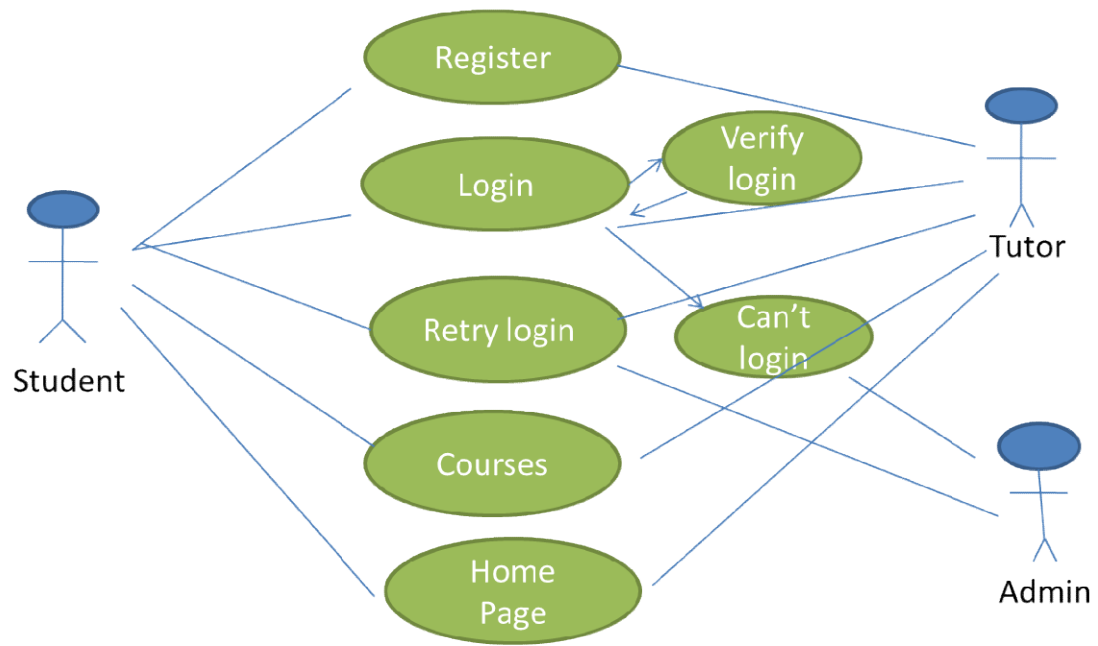 Register
Verify
login
Login
Tutor
Retry login
Can't
login
Student
Courses
Home
Page
Admin